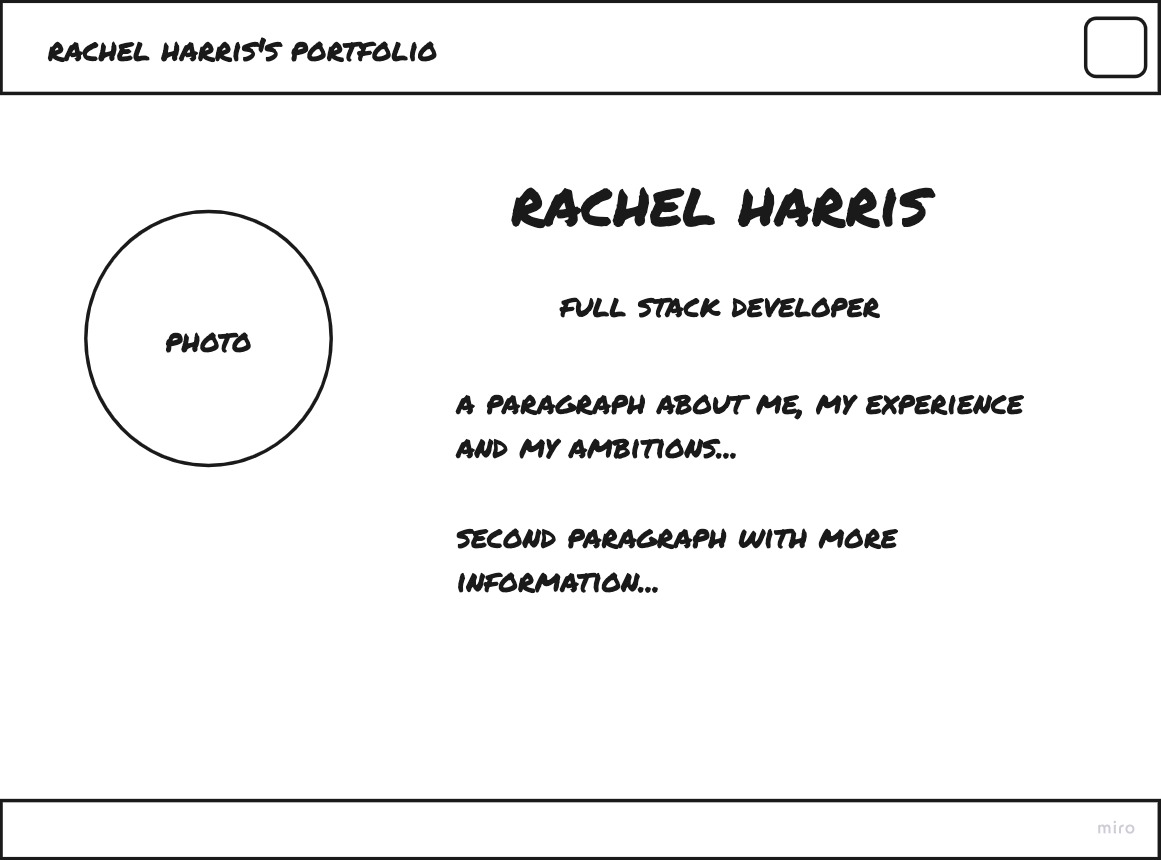 RACHEL HARRIS'S PORTFOLIO
RACHEL HARRIS
FULL STACK DEVELOPER
PHOTO
A PARAGRAPH ABOUT ME, MY EXPERIENCE
AND MY AMBITIONS...
SECOND PARAGRAPH WITH MORE
INFORMATION...
miro